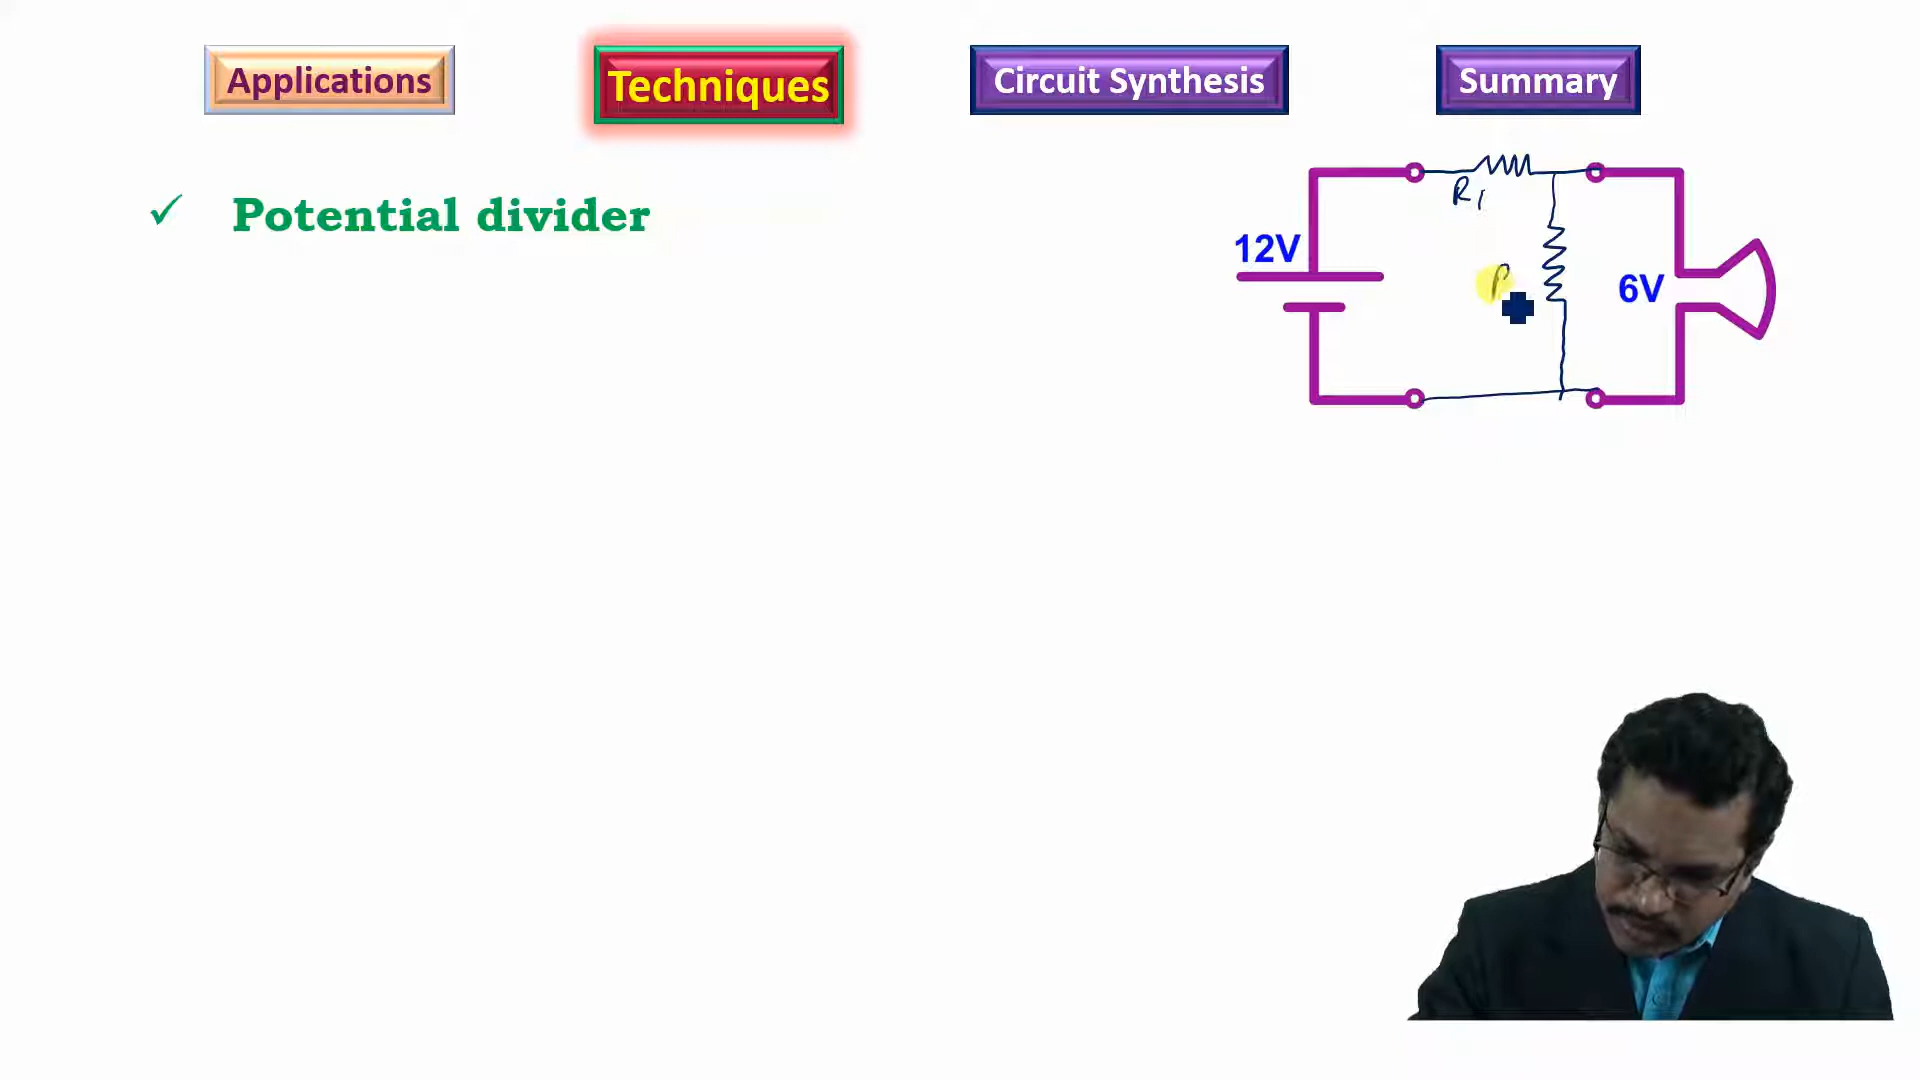 Applications
Techniques
Circuit Synthesis
Summary
✓ Potential divider
R1
12V
6V